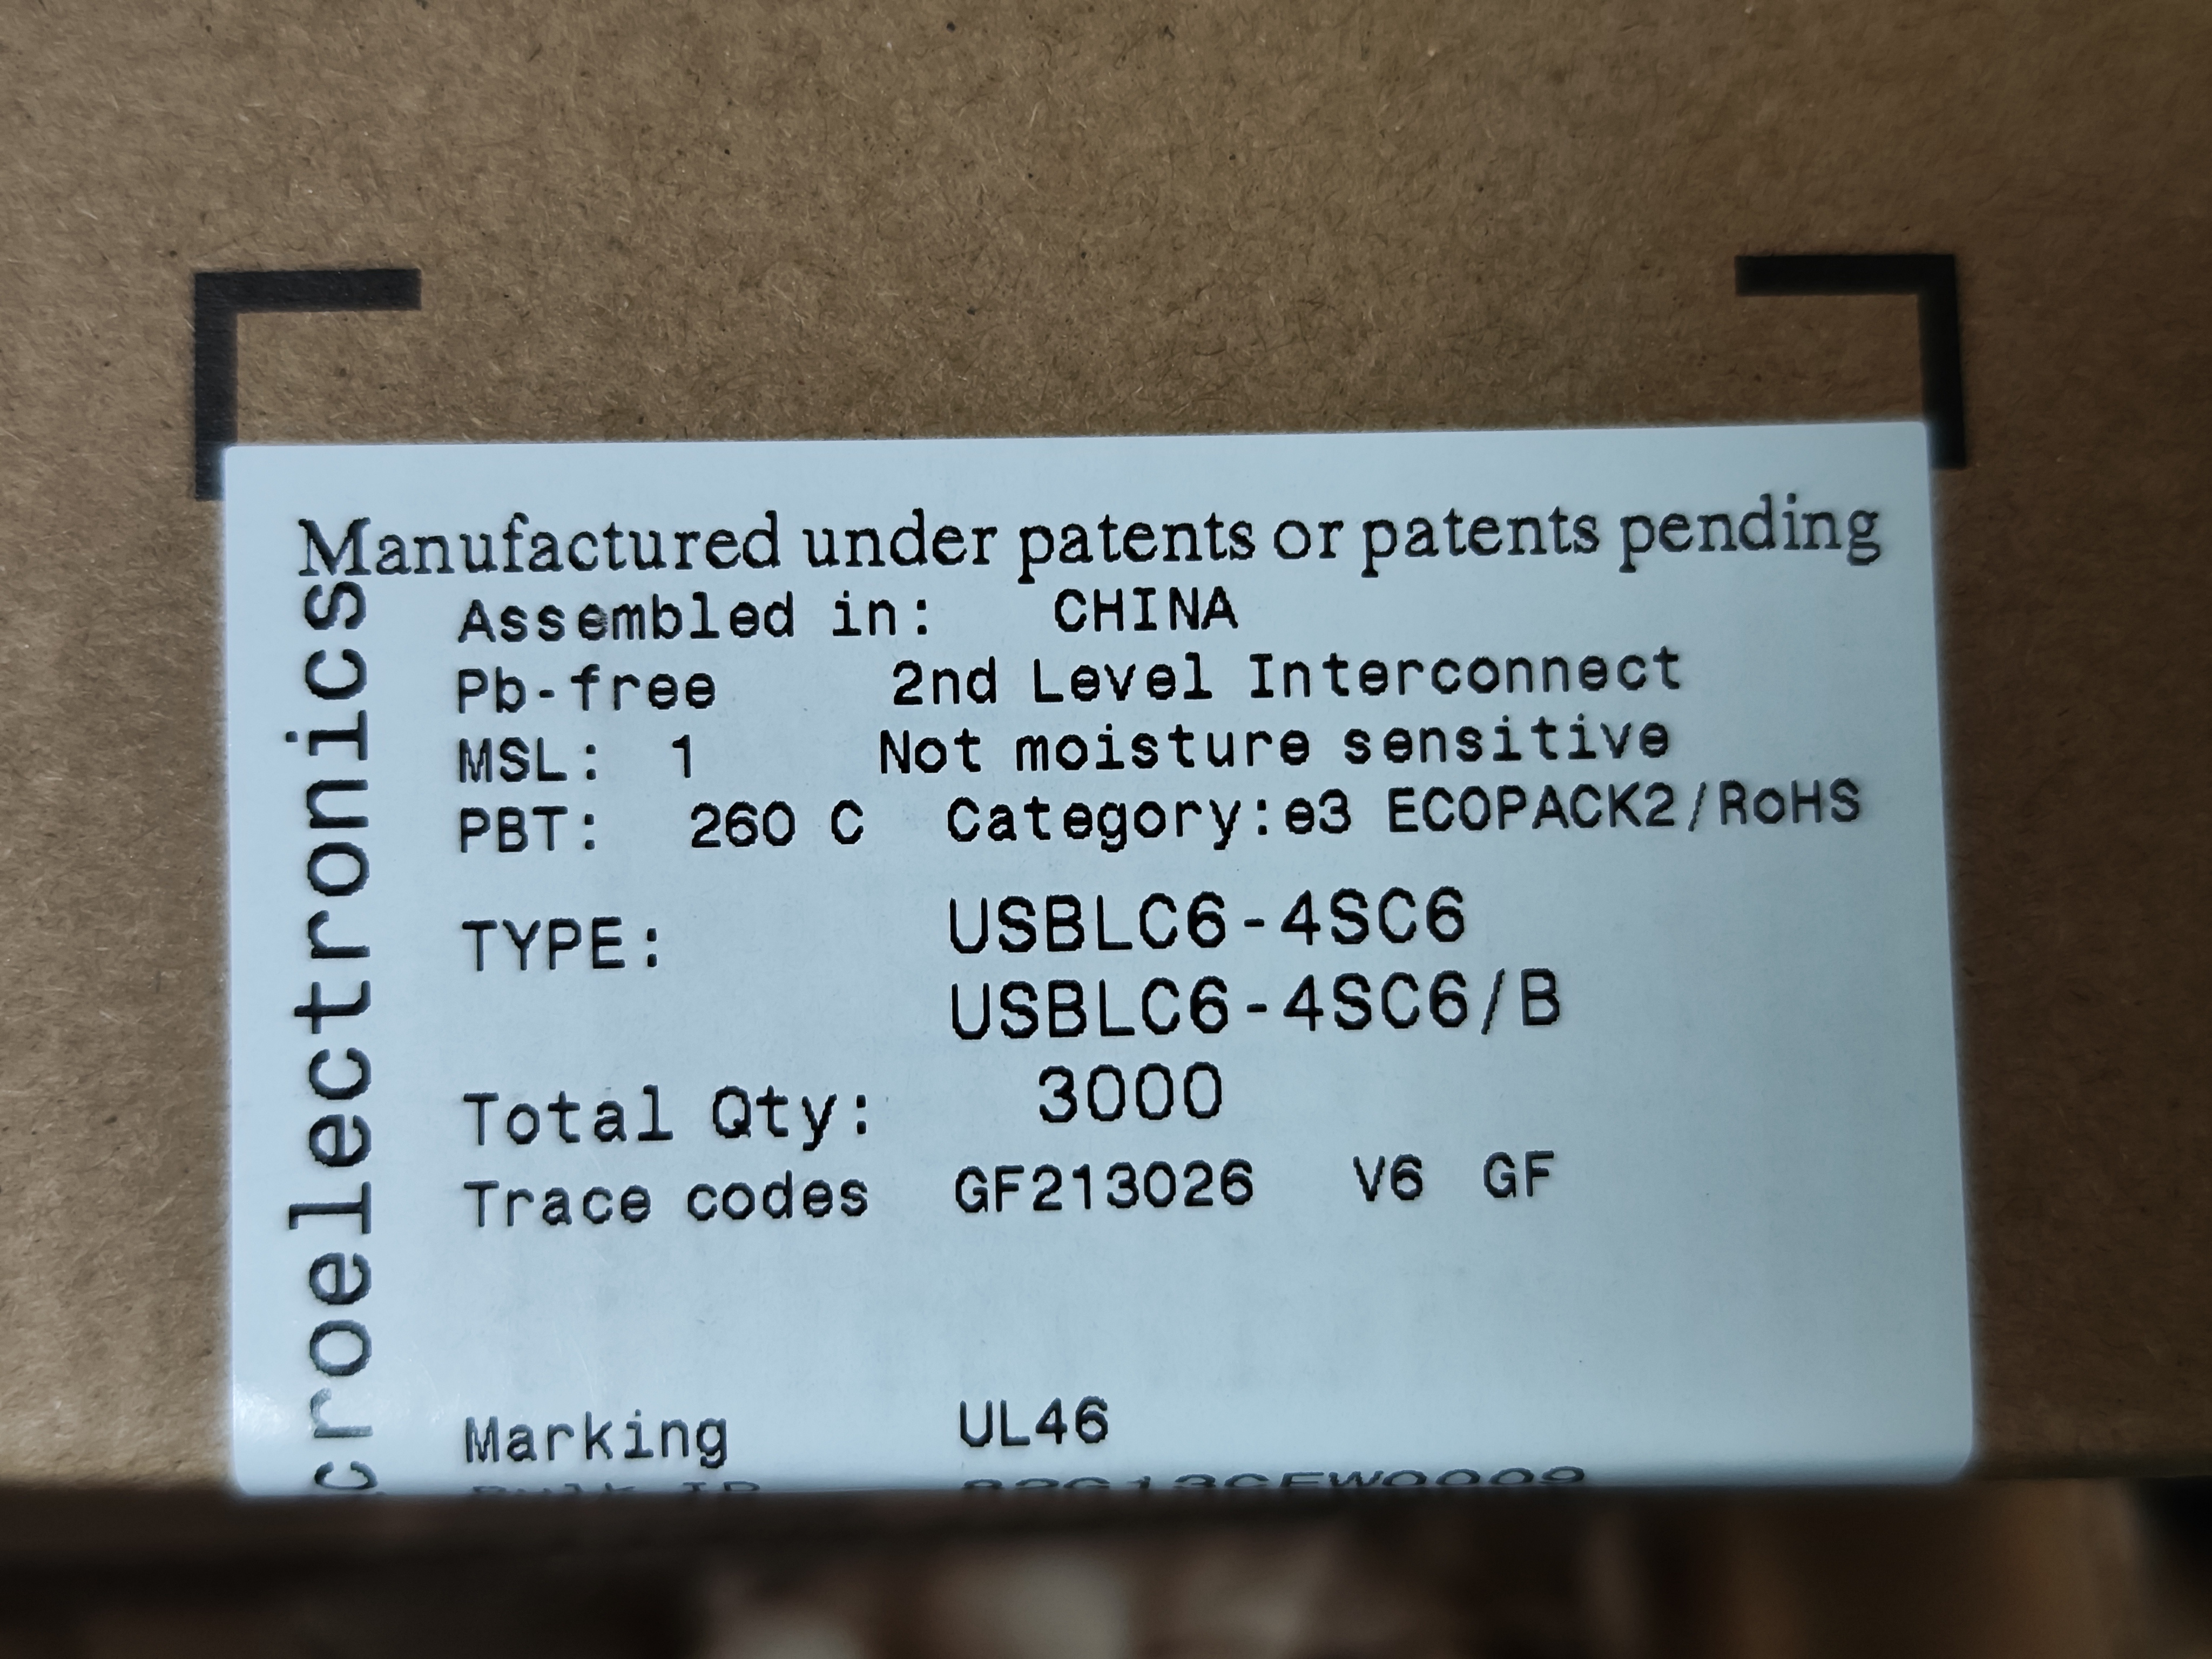 Manufactured under patents or patents pending
croelectronics
Assembled in: CHINA
Pb-free 2nd Level Interconnect
MSL: 1 Not moisture sensitive
PBT: 260 C Category:e3 ECOPACK2/RoHS
TYPE: USBLC6-4SC6
USBLC6-4SC6/B
Total Qty: 3000
Trace codes GF213026 V6 GF
Marking UL46